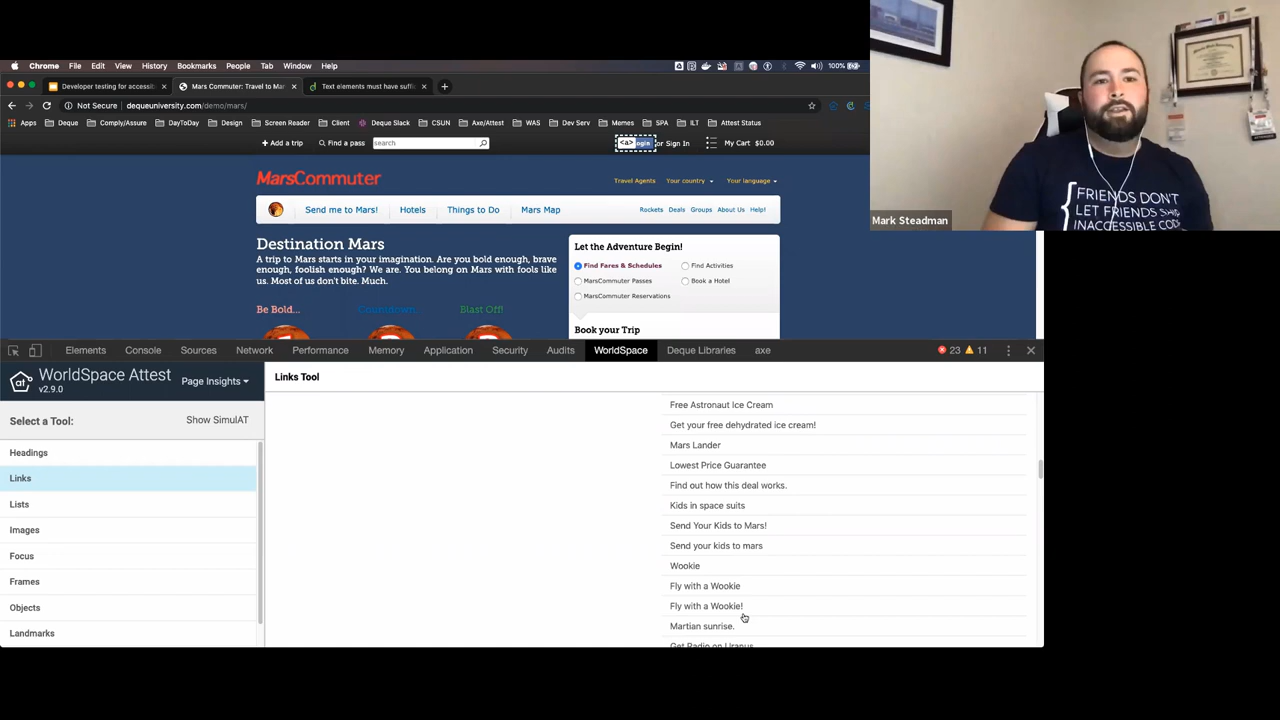 Chrome File Edit View History Bookmarks People Tab Window Help 100%
Developer testing for accessib Mars Commuter: Travel to Mar Text elements must have suffic
Not Secure dequeuniversity.com/demo/mars/
Apps Deque Comply/Assure DayToDay Design Screen Reader Client Deque Slack CSUN Axe/Attest WAS Dev Serv Memes SPA ILT Attest Status
Add a trip Find a pass search <a> ogin or Sign In My Cart $0.00
MarsCommuter
Travel Agents Your country Your language
Send me to Mars! Hotels Things to Do Mars Map Rockets Deals Groups About Us Help!
Destination Mars
A trip to Mars starts in your imagination. Are you bold enough, brave
enough, foolish enough? We are. You belong on Mars with fools like
us. Most of us don't bite. Much.
Be Bold... Countdown... Blast Off!
Let the Adventure Begin!
Find Fares & Schedules Find Activities
MarsCommuter Passes Book a Hotel
MarsCommuter Reservations
Book your Trip
Mark Steadman
{ FRIENDS DON'T
LET FRIENDS SHIP
INACCESSIBLE CODE
Elements Console Sources Network Performance Memory Application Security Audits WorldSpace Deque Libraries axe 23 11
at WorldSpace Attest
v2.9.0
Page Insights
Links Tool
Select a Tool: Show SimulAT
Headings
Links
Lists
Images
Focus
Frames
Objects
Landmarks
Free Astronaut Ice Cream
Get your free dehydrated ice cream!
Mars Lander
Lowest Price Guarantee
Find out how this deal works.
Kids in space suits
Send Your Kids to Mars!
Send your kids to mars
Wookie
Fly with a Wookie
Fly with a Wookie!
Martian sunrise.
Get Radio on Uranus